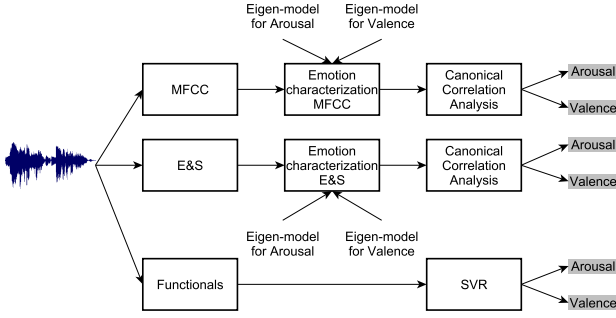 Eigen-model
for Arousal
Eigen-model
for Valence
MFCC
Emotion
characterization
MFCC
Canonical
Correlation
Analysis
Arousal
Valence
E&S
Emotion
characterization
E&S
Canonical
Correlation
Analysis
Arousal
Valence
Eigen-model
for Arousal
Eigen-model
for Valence
Functionals
SVR
Arousal
Valence